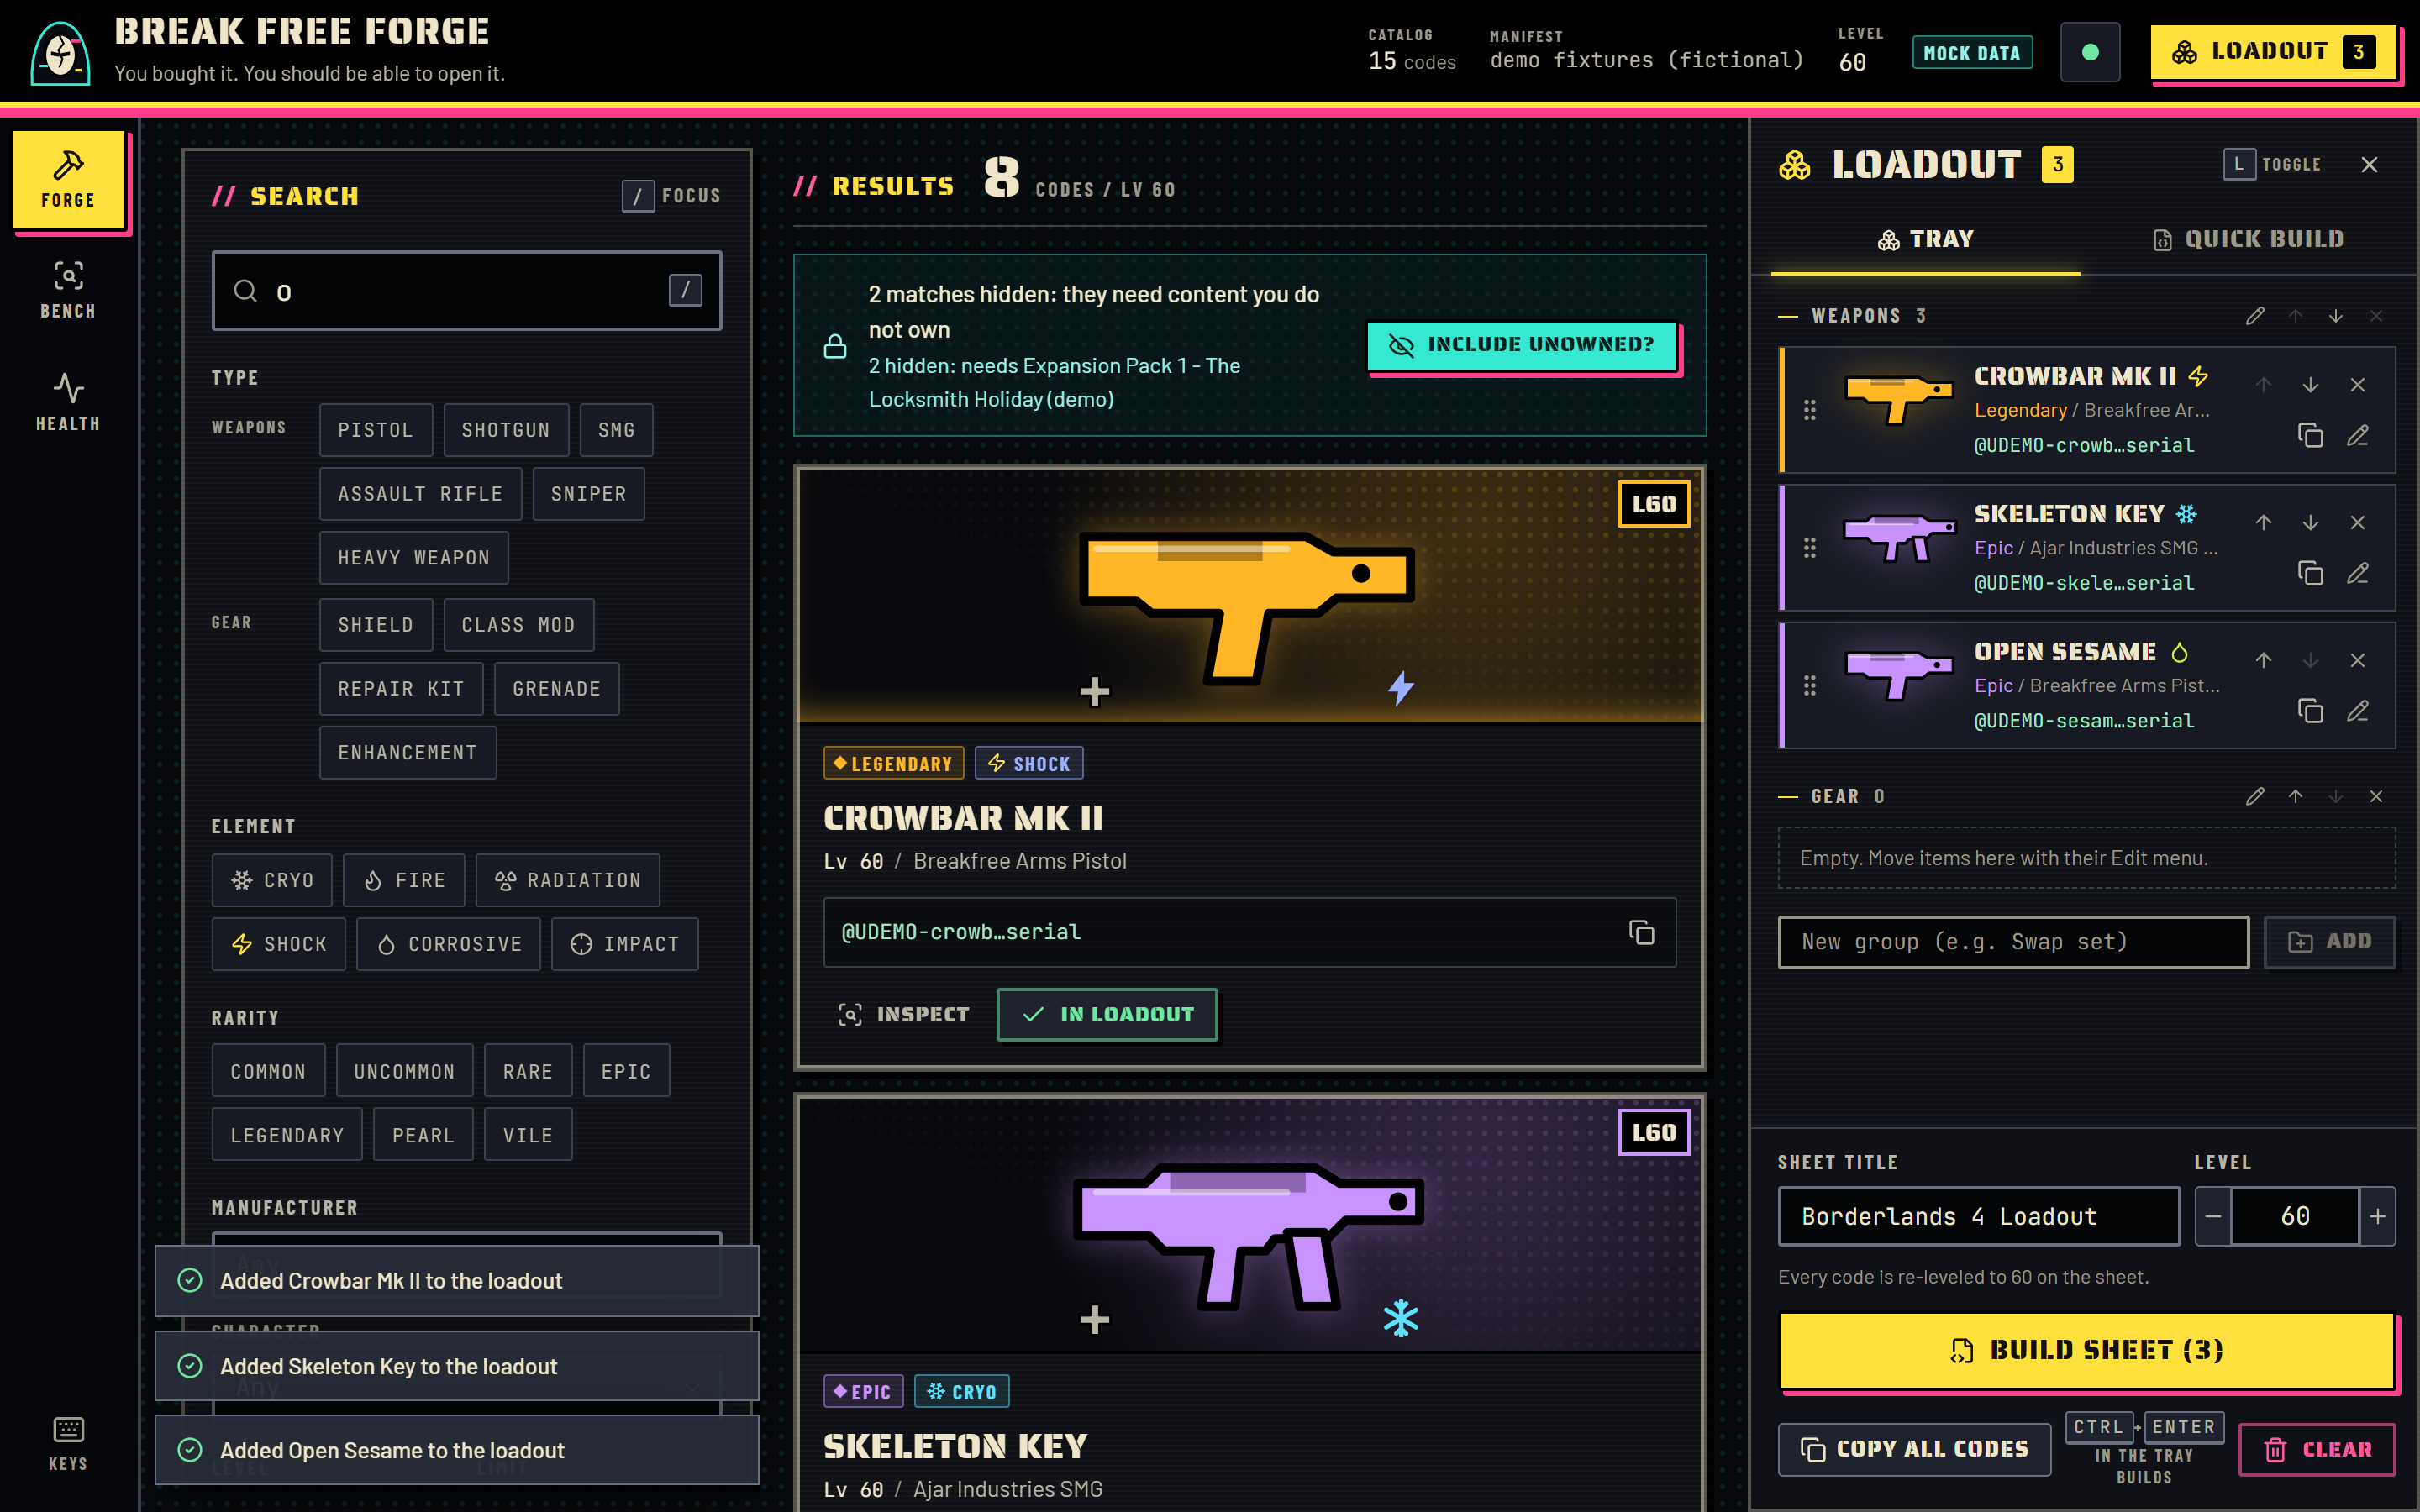 BREAK FREE FORGE
You bought it. You should be able to open it.
CATALOG
15 codes
MANIFEST
demo fixtures (fictional)
LEVEL
60
MOCK DATA
LOADOUT 3
FORGE
BENCH
HEALTH
KEYS
// SEARCH
/ FOCUS
o
/
TYPE
WEAPONS
PISTOL
SHOTGUN
SMG
ASSAULT RIFLE
SNIPER
HEAVY WEAPON
GEAR
SHIELD
CLASS MOD
REPAIR KIT
GRENADE
ENHANCEMENT
ELEMENT
CRYO
FIRE
RADIATION
SHOCK
CORROSIVE
IMPACT
RARITY
COMMON
UNCOMMON
RARE
EPIC
LEGENDARY
PEARL
VILE
MANUFACTURER
Any
Added Crowbar Mk II to the loadout
CHARACTER
Added Skeleton Key to the loadout
Any
Added Open Sesame to the loadout
LEVEL
LIMIT
// RESULTS 8 CODES / LV 60
2 matches hidden: they need content you do
not own
2 hidden: needs Expansion Pack 1 - The
Locksmith Holiday (demo)
INCLUDE UNOWNED?
L60
LEGENDARY
SHOCK
CROWBAR MK II
Lv 60 / Breakfree Arms Pistol
@UDEMO-crowb…serial
INSPECT
IN LOADOUT
L60
EPIC
CRYO
SKELETON KEY
Lv 60 / Ajar Industries SMG
LOADOUT 3
L TOGGLE
TRAY
QUICK BUILD
WEAPONS 3
CROWBAR MK II
Legendary / Breakfree Ar...
@UDEMO-crowb…serial
SKELETON KEY
Epic / Ajar Industries SMG ...
@UDEMO-skele…serial
OPEN SESAME
Epic / Breakfree Arms Pist...
@UDEMO-sesam…serial
GEAR 0
Empty. Move items here with their Edit menu.
New group (e.g. Swap set)
ADD
SHEET TITLE
Borderlands 4 Loadout
LEVEL
60
Every code is re-leveled to 60 on the sheet.
BUILD SHEET (3)
COPY ALL CODES
CTRL + ENTER
IN THE TRAY
BUILDS
CLEAR